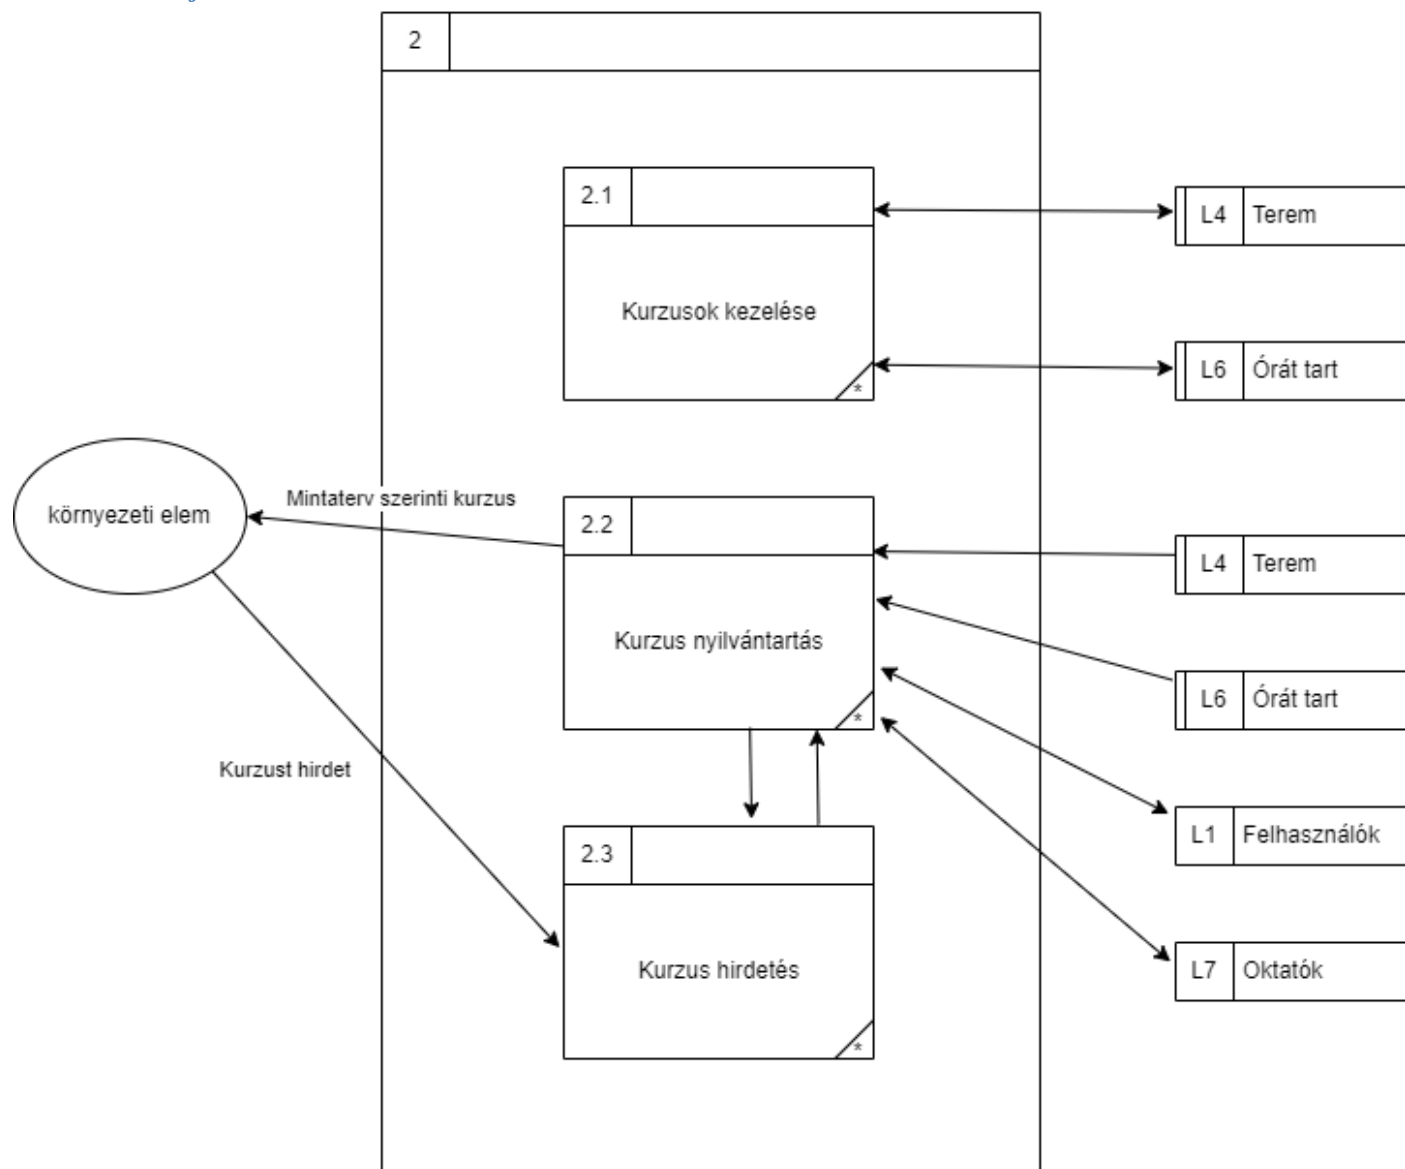 2
2.1
Kurzusok kezelése
*
L4 Terem
L6 Órát tart
környezeti elem
Mintaterv szerinti kurzus
2.2
Kurzus nyilvántartás
*
L4 Terem
L6 Órát tart
Kurzust hirdet
L1 Felhasználók
2.3
Kurzus hirdetés
*
L7 Oktatók